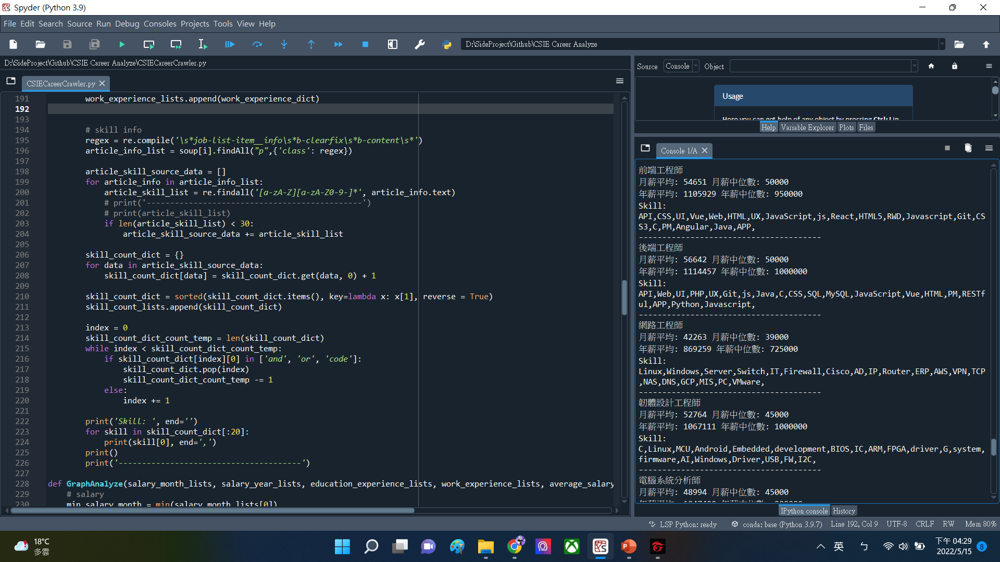 Spyder (Python 3.9)
File Edit Search Source Run Debug Consoles Projects Tools View Help
D:\SideProject\Github\CSIE Career Analyze
D:\SideProject\Github\CSIE Career Analyze\CSIECareerCrawler.py
CSIECareerCrawler.py
191 work_experience_lists.append(work_experience_dict)
192
193
194 # skill info
195 regex = re.compile('\s*job-list-item__info\s*b-clearfix\s*b-content\s*')
196 article_info_list = soup[i].findAll("p",{'class': regex})
197
198 article_skill_source_data = []
199 for article_info in article_info_list:
200 article_skill_list = re.findall('[a-zA-Z][a-zA-Z0-9-]*', article_info.text)
201 # print('----------------------------------------------')
202 # print(article_skill_list)
203 if len(article_skill_list) < 30:
204 article_skill_source_data += article_skill_list
205
206 skill_count_dict = {}
207 for data in article_skill_source_data:
208 skill_count_dict[data] = skill_count_dict.get(data, 0) + 1
209
210 skill_count_dict = sorted(skill_count_dict.items(), key=lambda x: x[1], reverse = True)
211 skill_count_lists.append(skill_count_dict)
212
213 index = 0
214 skill_count_dict_count_temp = len(skill_count_dict)
215 while index < skill_count_dict_count_temp:
216 if skill_count_dict[index][0] in ['and', 'or', 'code']:
217 skill_count_dict.pop(index)
218 skill_count_dict_count_temp -= 1
219 else:
220 index += 1
221
222 print('Skill: ', end='')
223 for skill in skill_count_dict[:20]:
224 print(skill[0], end=',')
225 print()
226 print('---------------------------------------')
227
228 def GraphAnalyze(salary_month_lists, salary_year_lists, education_experience_lists, work_experience_lists, average_salary
229 # salary
230 min_salary_month = min(salary_month_lists[0])
Source Console Object
Usage
Here you can get help of any object by pressing Ctrl+I in
Help Variable Explorer Plots Files
Console 1/A
前端工程師
月薪平均: 54651 月薪中位數: 50000
年薪平均: 1105929 年薪中位數: 950000
Skill:
API,CSS,UI,Vue,Web,HTML,UX,JavaScript,js,React,HTML5,RWD,Javascript,Git,CS
S3,C,PM,Angular,Java,APP,
---------------------------------------
後端工程師
月薪平均: 56642 月薪中位數: 50000
年薪平均: 1114457 年薪中位數: 1000000
Skill:
API,Web,UI,PHP,UX,Git,js,Java,C,CSS,SQL,MySQL,JavaScript,Vue,HTML,PM,RESTf
ul,APP,Python,Javascript,
---------------------------------------
網路工程師
月薪平均: 42263 月薪中位數: 39000
年薪平均: 869259 年薪中位數: 725000
Skill:
Linux,Windows,Server,Switch,IT,Firewall,Cisco,AD,IP,Router,ERP,AWS,VPN,TCP
,NAS,DNS,GCP,MIS,PC,VMware,
---------------------------------------
韌體設計工程師
月薪平均: 52764 月薪中位數: 45000
年薪平均: 1067111 年薪中位數: 1000000
Skill:
C,Linux,MCU,Android,Embedded,development,BIOS,IC,ARM,FPGA,driver,G,system,
firmware,AI,Windows,Driver,USB,FW,I2C,
---------------------------------------
電腦系統分析師
月薪平均: 48994 月薪中位數: 45000
IPython console History
LSP Python: ready conda: base (Python 3.9.7) Line 192, Col 9 UTF-8 CRLF RW Mem 80%
18°C
多雲
英 ㄅ
下午 04:29
2022/5/15 8